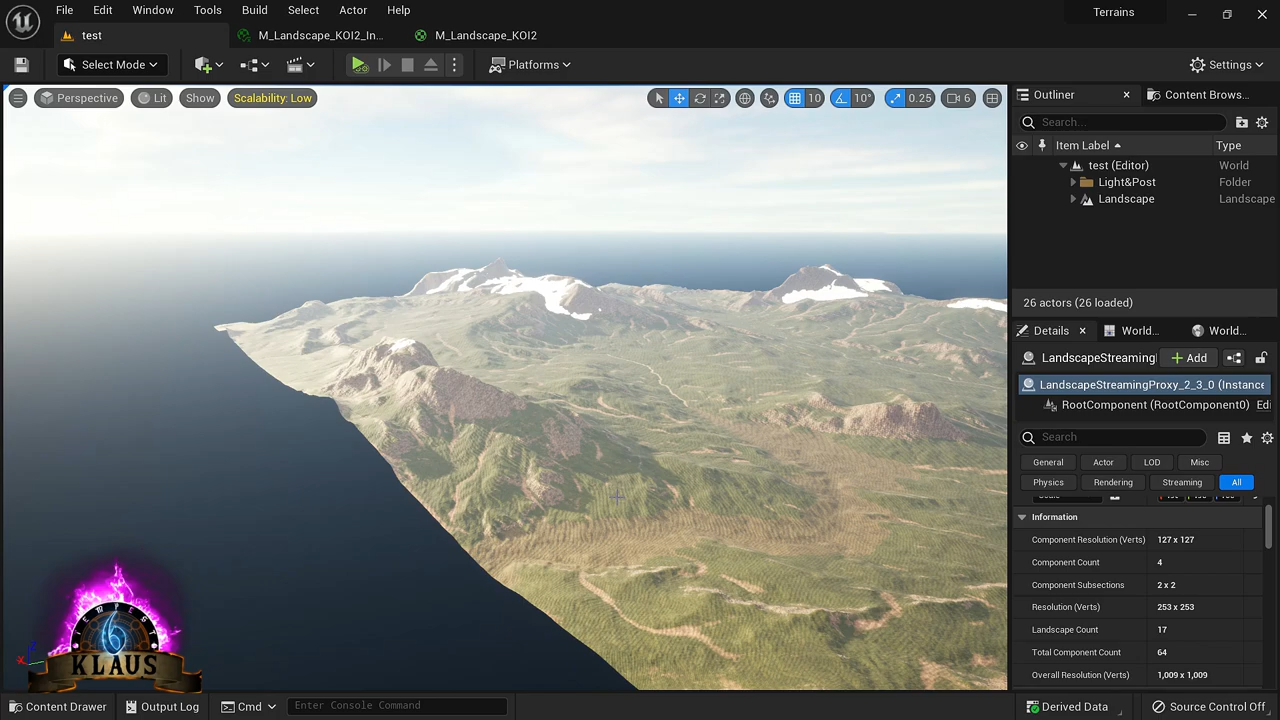 File Edit Window Tools Build Select Actor Help
Terrains
test
M_Landscape_KOI2_In...
M_Landscape_KOI2
Select Mode
Platforms
Settings
Perspective
Lit
Show
Scalability: Low
10
10°
0.25
6
Outliner
Content Brows...
Search...
Item Label
Type
test (Editor)
World
Light&Post
Folder
Landscape
Landscape
26 actors (26 loaded)
Details
World...
World...
LandscapeStreaming
Add
LandscapeStreamingProxy_2_3_0 (Instance
RootComponent (RootComponent0) Edi
Search
General
Actor
LOD
Misc
Physics
Rendering
Streaming
All
Information
Component Resolution (Verts) 127 x 127
Component Count 4
Component Subsections 2 x 2
Resolution (Verts) 253 x 253
Landscape Count 17
Total Component Count 64
Overall Resolution (Verts) 1,009 x 1,009
TEMPEST
6
KLAUS
Content Drawer
Output Log
Cmd
Enter Console Command
Derived Data
Source Control Off